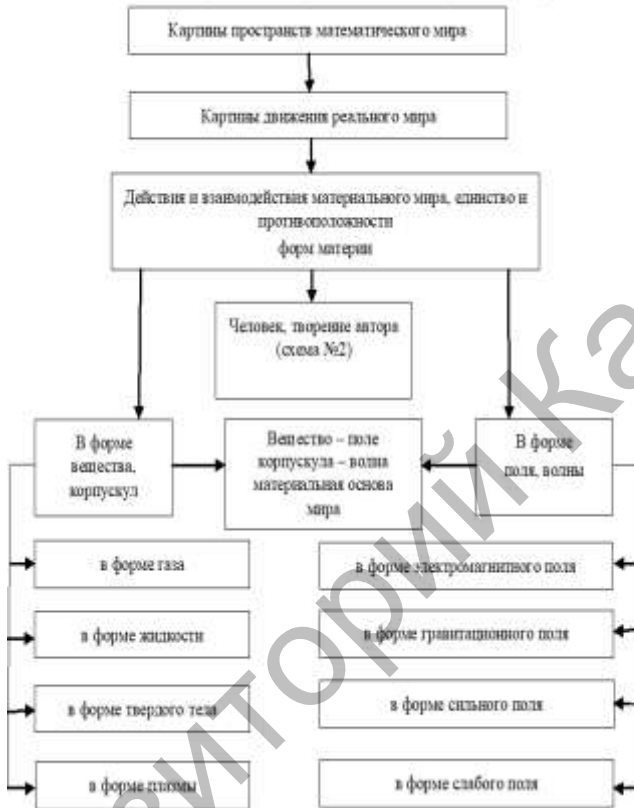 Картины пространств математического мира
Картины движения реального мира
Действия и взаимодействия материального мира, единство и
противоположности
форм материи
Человек, творение автора
(схема №2)
В форме
вещества,
корпускул
Вещество – поле
корпускула – волна
материальная основа
мира
В форме
поля, волны
в форме газа
в форме электромагнитного поля
в форме жидкости
в форме гравитационного поля
в форме твердого тела
в форме сильного поля
в форме плазмы
в форме слабого поля